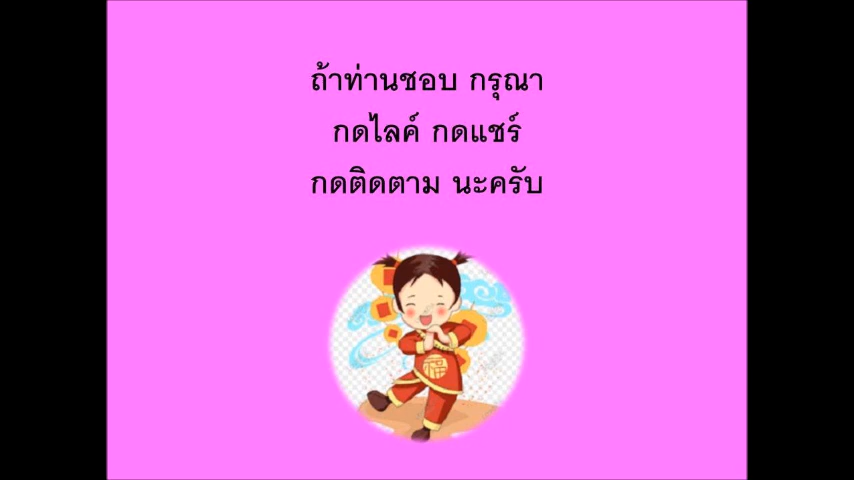 ถ้าท่านชอบ กรุณา
กดไลค์ กดแชร์
กดติดตาม นะครับ
福